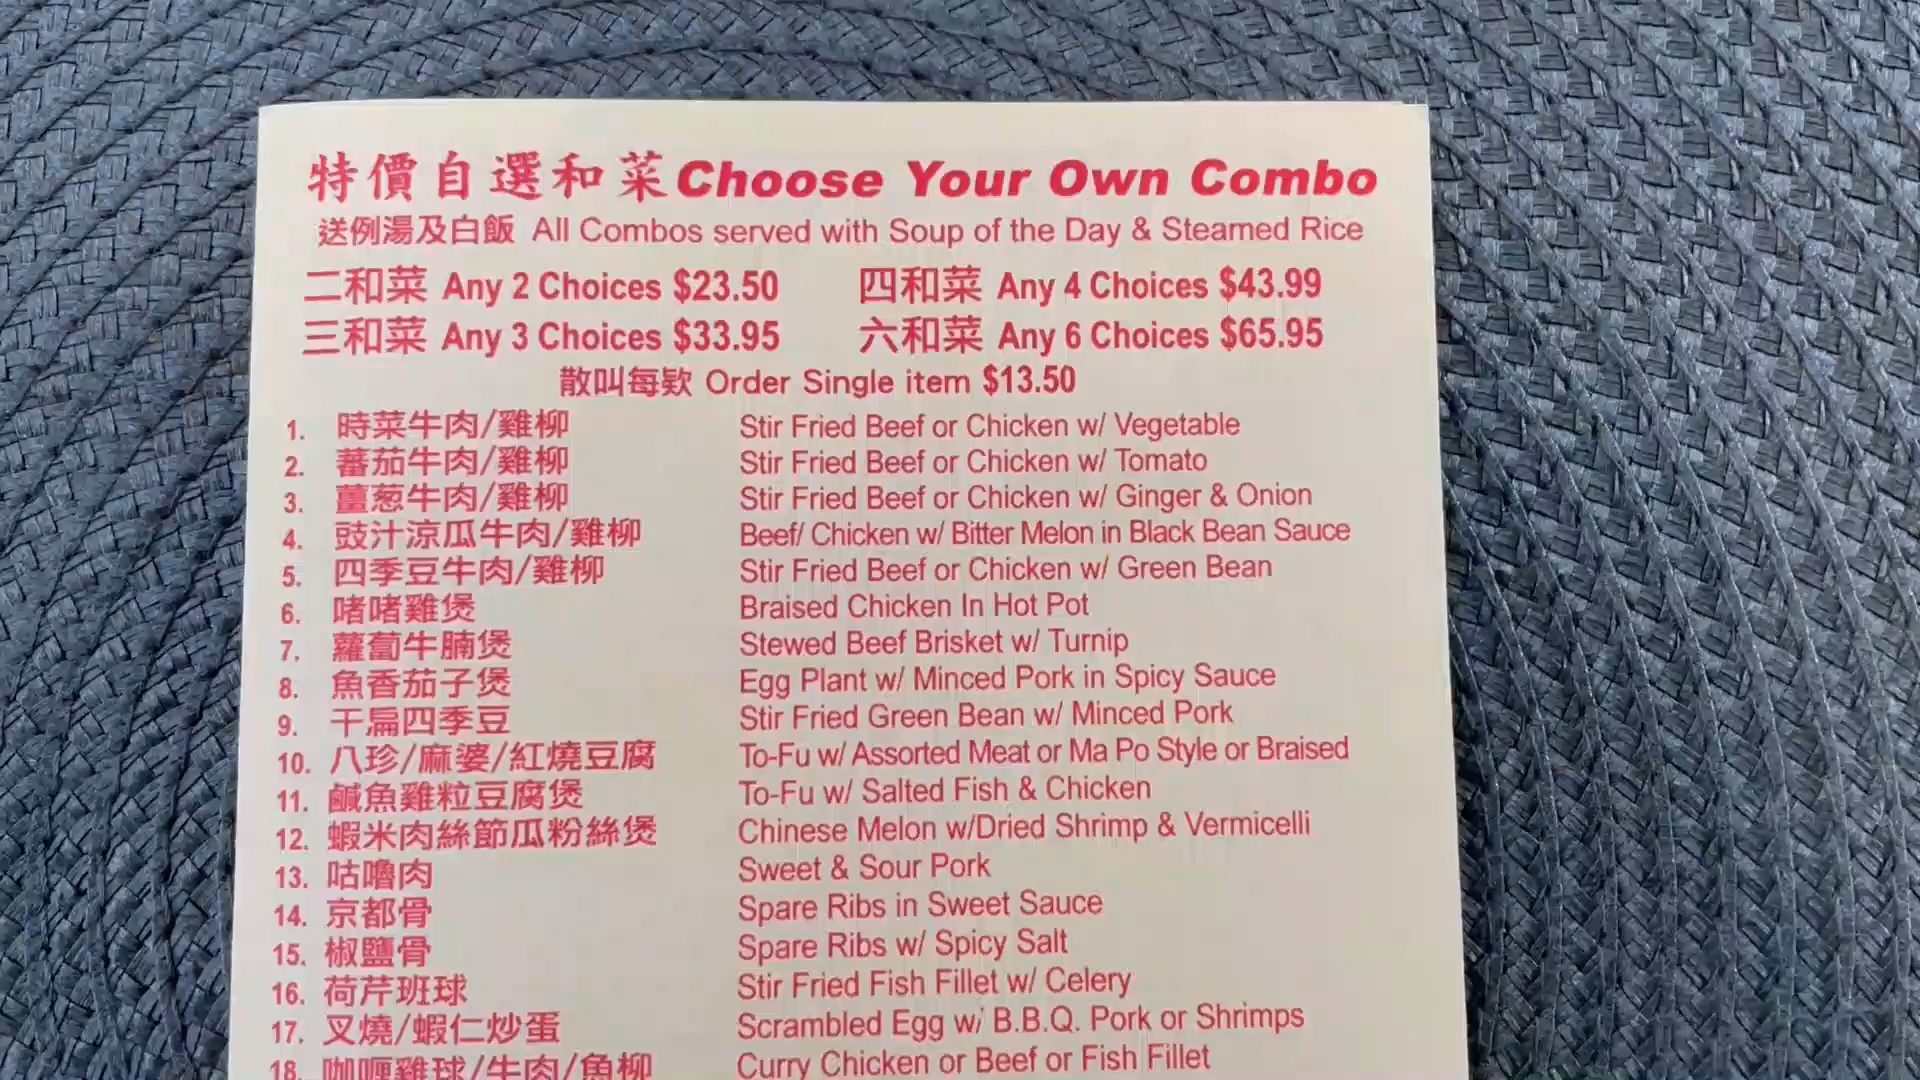 特價自選和菜 Choose Your Own Combo
送例湯及白飯 All Combos served with Soup of the Day & Steamed Rice
二和菜 Any 2 Choices $23.50 四和菜 Any 4 Choices $43.99
三和菜 Any 3 Choices $33.95 六和菜 Any 6 Choices $65.95
散叫每欵 Order Single item $13.50
1. 時菜牛肉/雞柳 Stir Fried Beef or Chicken w/ Vegetable
2. 蕃茄牛肉/雞柳 Stir Fried Beef or Chicken w/ Tomato
3. 薑葱牛肉/雞柳 Stir Fried Beef or Chicken w/ Ginger & Onion
4. 豉汁涼瓜牛肉/雞柳 Beef/ Chicken w/ Bitter Melon in Black Bean Sauce
5. 四季豆牛肉/雞柳 Stir Fried Beef or Chicken w/ Green Bean
6. 啫啫雞煲 Braised Chicken In Hot Pot
7. 蘿蔔牛腩煲 Stewed Beef Brisket w/ Turnip
8. 魚香茄子煲 Egg Plant w/ Minced Pork in Spicy Sauce
9. 干扁四季豆 Stir Fried Green Bean w/ Minced Pork
10. 八珍/麻婆/紅燒豆腐 To-Fu w/ Assorted Meat or Ma Po Style or Braised
11. 鹹魚雞粒豆腐煲 To-Fu w/ Salted Fish & Chicken
12. 蝦米肉絲節瓜粉絲煲 Chinese Melon w/Dried Shrimp & Vermicelli
13. 咕嚕肉 Sweet & Sour Pork
14. 京都骨 Spare Ribs in Sweet Sauce
15. 椒鹽骨 Spare Ribs w/ Spicy Salt
16. 荷芹班球 Stir Fried Fish Fillet w/ Celery
17. 叉燒/蝦仁炒蛋 Scrambled Egg w/ B.B.Q. Pork or Shrimps
18. 咖喱雞球/牛肉/魚柳 Curry Chicken or Beef or Fish Fillet